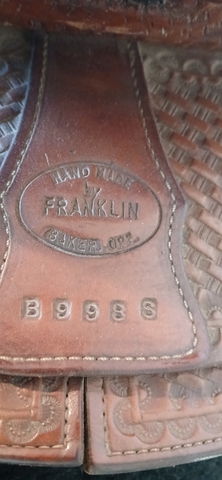 HAND MADE
by
FRANKLIN
BAKER, ORE.
B9986